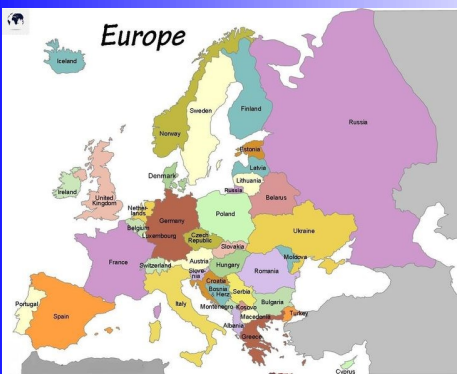 Europe
Iceland
Finland
Sweden
Norway
Russia
Estonia
Latvia
Lithuania
Russia
Denmark
Ireland
United
Kingdom
Belarus
Nether-
lands
Poland
Germany
Belgium
Luxembourg
Ukraine
Czech
Republic
Slovakia
France
Switzerland
Austria
Hungary
Moldova
Slove-
nia
Romania
Croatia
Bosnia
Herz.
Serbia
Italy
Montenegro
Kosovo
Bulgaria
Portugal
Spain
Macedonia
Albania
Turkey
Greece
Cyprus